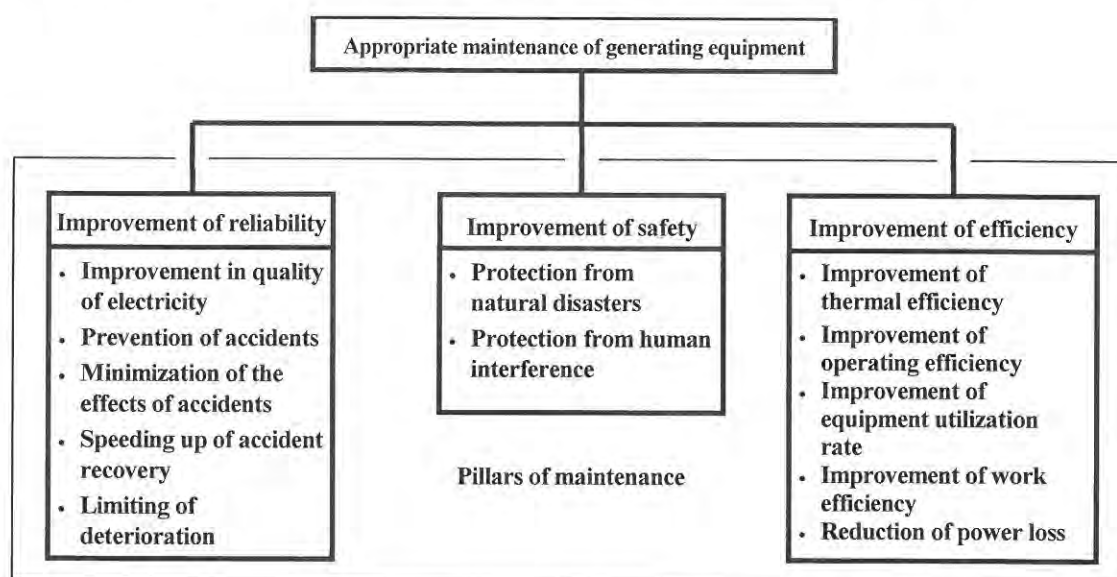 Appropriate maintenance of generating equipment
Improvement of reliability
• Improvement in quality
of electricity
• Prevention of accidents
• Minimization of the
effects of accidents
• Speeding up of accident
recovery
• Limiting of
deterioration
Improvement of safety
• Protection from
natural disasters
• Protection from human
interference
Pillars of maintenance
Improvement of efficiency
• Improvement of
thermal efficiency
• Improvement of
operating efficiency
• Improvement of
equipment utilization
rate
• Improvement of work
efficiency
• Reduction of power loss